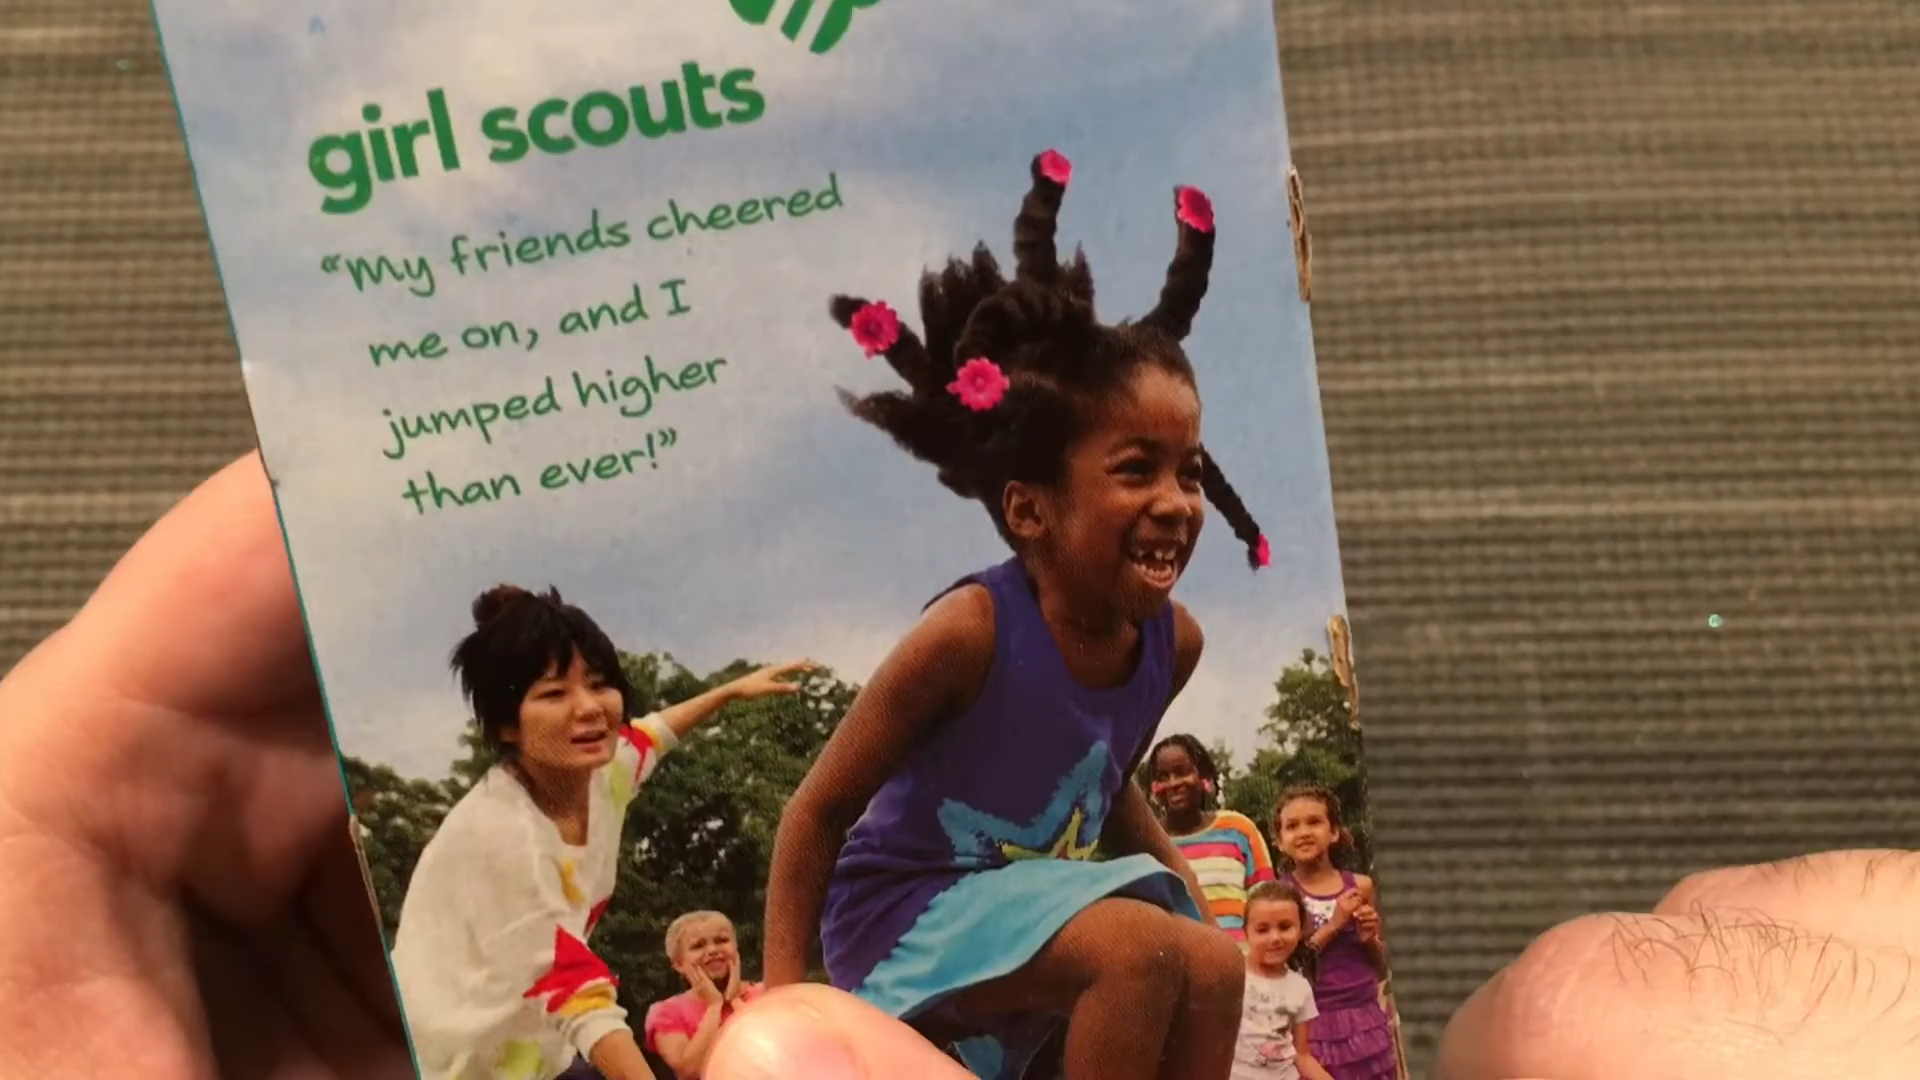 girl scouts
“My friends cheered
me on, and I
jumped higher
than ever!”